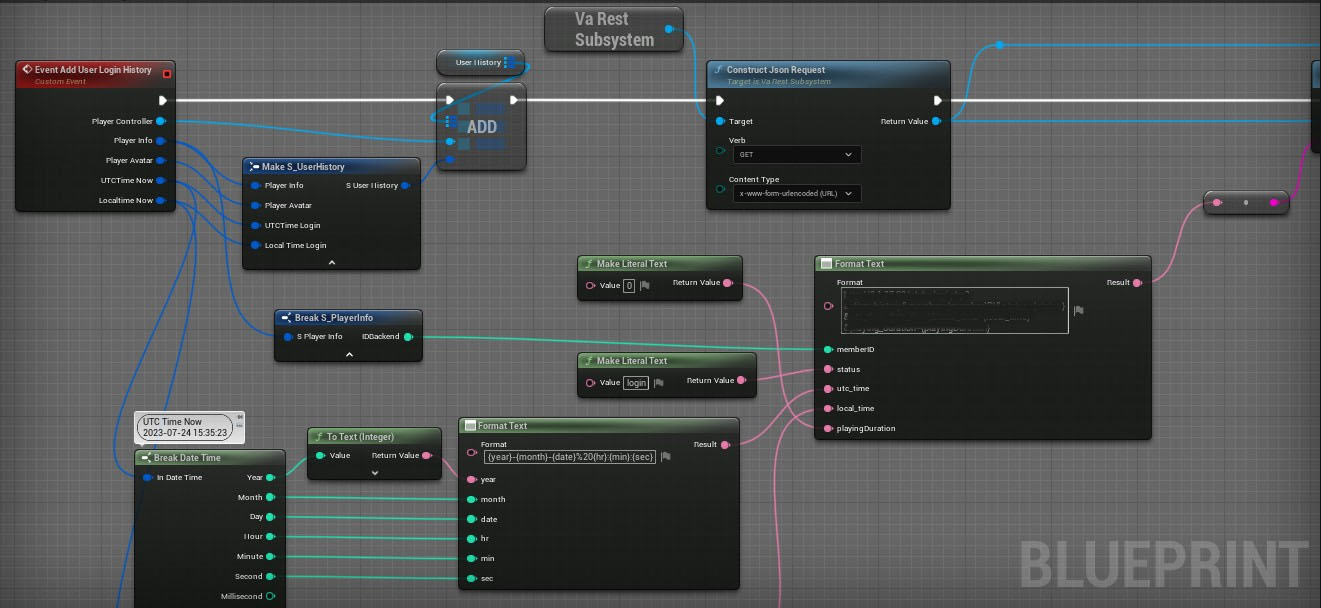 Va Rest
Subsystem
Event Add User Login History
Custom Event
Player Controller
Player Info
Player Avatar
UTCTime Now
Localtime Now
User History
ADD
Make S_UserHistory
Player Info
S User History
Player Avatar
UTCTime Login
Local Time Login
Construct Json Request
Target is Va Rest Subsystem
Target
Return Value
Verb
GET
Content Type
x-www-form-urlencoded (URL)
Break S_PlayerInfo
S Player Info
IDBackend
Make Literal Text
Value 0
Return Value
Make Literal Text
Value login
Return Value
Format Text
Format
Result
memberID
status
utc_time
local_time
playingDuration
UTC Time Now
2023-07-24 15:35:23
Break Date Time
In Date Time
Year
Month
Day
Hour
Minute
Second
Millisecond
To Text (Integer)
Value
Return Value
Format Text
Format
Result
{year}-{month}-{date}%20{hr}:{min}:{sec}
year
month
date
hr
min
sec
BLUEPRINT